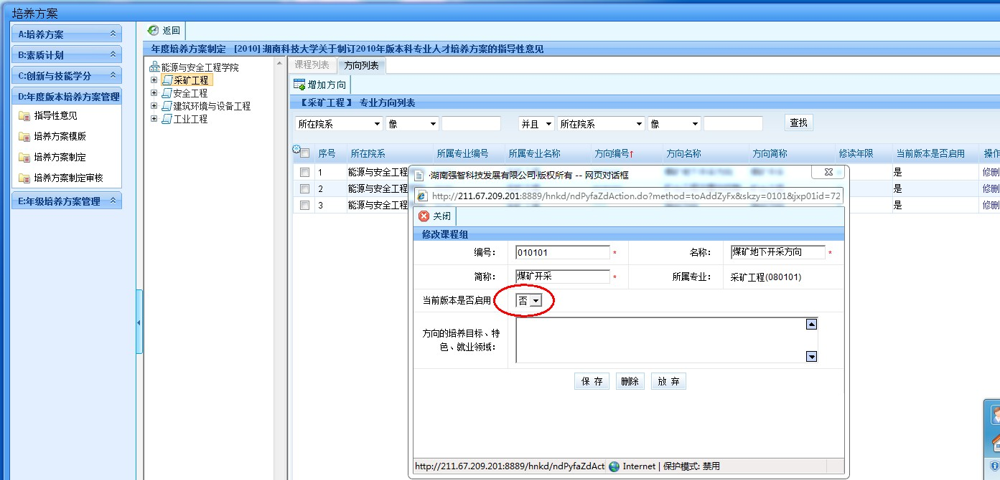 培养方案
A:培养方案
B:素质计划
C:创新与技能学分
D:年度版本培养方案管理
指导性意见
培养方案模版
培养方案制定
培养方案制定审核
E:年级培养方案管理
返回
年度培养方案制定 [2010]湖南科技大学关于制订2010年版本科专业人才培养方案的指导性意见
能源与安全工程学院
采矿工程
安全工程
建筑环境与设备工程
工业工程
课程列表 方向列表
增加方向
【采矿工程】 专业方向列表
所在院系 像 并且 所在院系 像 查找
序号 所在院系 所属专业编号 所属专业名称 方向编号↑ 方向名称 方向简称 修读年限 当前版本是否启用 操作
1 能源与安全工程 是 修删
2 能源与安全工程 是 修删
3 能源与安全工程 是 修删
·湖南强智科技发展有限公司·版权所有 -- 网页对话框
http://211.67.209.201:8889/hnkd/ndPyfaZdAction.do?method=toAddZyFx&skzy=0101&jxp01id=72
关闭
修改课程组
编号: 010101 * 名称: 煤矿地下开采方向 *
简称: 煤矿开采 * 所属专业: 采矿工程(080101)
当前版本是否启用 否
方向的培养目标、特
色、就业领域:
保 存 删除 放 弃
http://211.67.209.201:8889/hnkd/ndPyfaZdAct Internet | 保护模式: 禁用